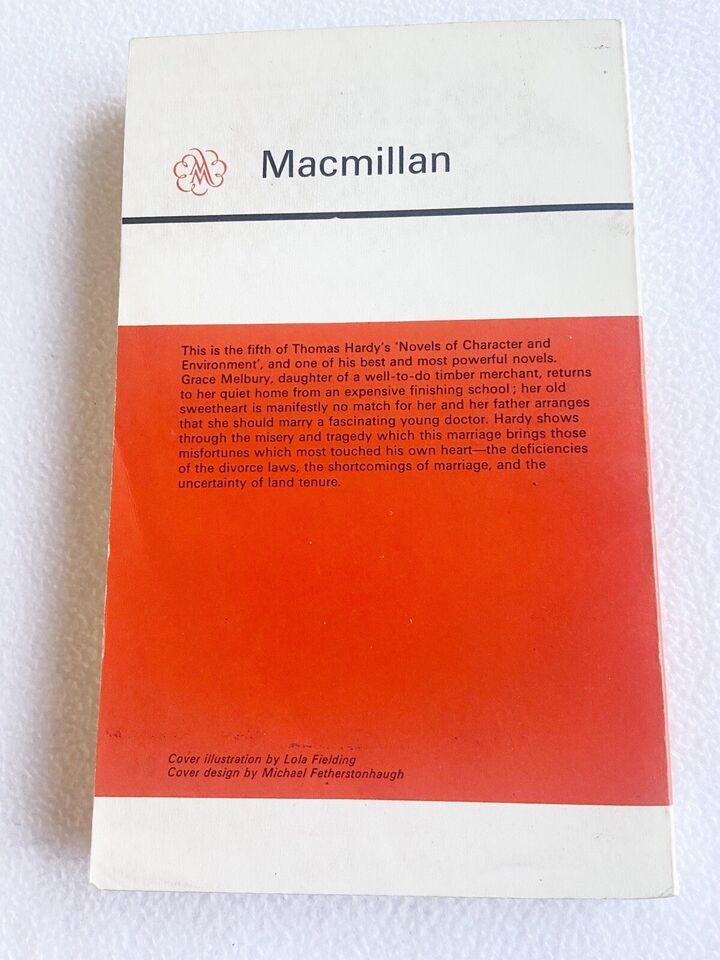 Macmillan
This is the fifth of Thomas Hardy's 'Novels of Character and
Environment', and one of his best and most powerful novels.
Grace Melbury, daughter of a well-to-do timber merchant, returns
to her quiet home from an expensive finishing school; her old
sweetheart is manifestly no match for her and her father arranges
that she should marry a fascinating young doctor. Hardy shows
through the misery and tragedy which this marriage brings those
misfortunes which most touched his own heart—the deficiencies
of the divorce laws, the shortcomings of marriage, and the
uncertainty of land tenure.
Cover illustration by Lola Fielding
Cover design by Michael Fetherstonhaugh